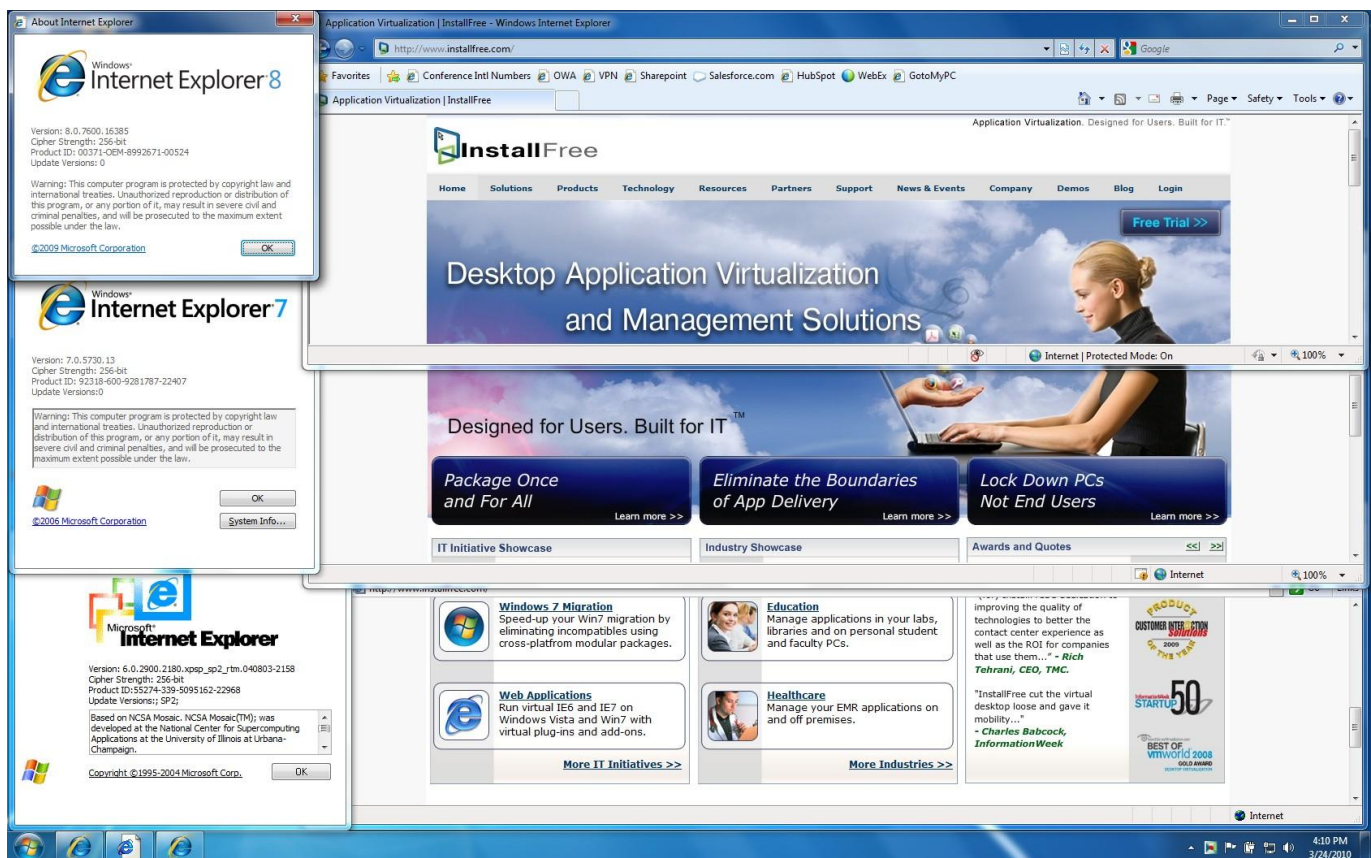 About Internet Explorer
Windows®
Internet Explorer 8
Version: 8.0.7600.16385
Cipher Strength: 256-bit
Product ID: 00371-OEM-8992671-00524
Update Versions: 0
Warning: This computer program is protected by copyright law and
international treaties. Unauthorized reproduction or distribution of
this program, or any portion of it, may result in severe civil and
criminal penalties, and will be prosecuted to the maximum extent
possible under the law.
©2009 Microsoft Corporation
OK
Application Virtualization | InstallFree - Windows Internet Explorer
http://www.installfree.com/
Google
Favorites
Conference Intl Numbers
OWA
VPN
Sharepoint
Salesforce.com
HubSpot
WebEx
GotoMyPC
Application Virtualization | InstallFree
Page
Safety
Tools
Application Virtualization. Designed for Users. Built for IT.™
InstallFree
Home Solutions Products Technology Resources Partners Support News & Events Company Demos Blog Login
Free Trial >>
Desktop Application Virtualization
and Management Solutions
Internet | Protected Mode: On
100%
Windows®
Internet Explorer 7
Version: 7.0.5730.13
Cipher Strength: 256-bit
Product ID: 92318-600-9281787-22407
Update Versions:0
Warning: This computer program is protected by copyright law
and international treaties. Unauthorized reproduction or
distribution of this program, or any portion of it, may result in
severe civil and criminal penalties, and will be prosecuted to the
maximum extent possible under the law.
OK
©2006 Microsoft Corporation
System Info...
Designed for Users. Built for IT™
Package Once
and For All
Learn more >>
Eliminate the Boundaries
of App Delivery
Learn more >>
Lock Down PCs
Not End Users
Learn more >>
IT Initiative Showcase
Industry Showcase
Awards and Quotes
<<| >>|
Internet
100%
Microsoft®
Internet Explorer
Version: 6.0.2900.2180.xpsp_sp2_rtm.040803-2158
Cipher Strength: 256-bit
Product ID:55274-339-5095162-22968
Update Versions:; SP2;
Based on NCSA Mosaic. NCSA Mosaic(TM); was
developed at the National Center for Supercomputing
Applications at the University of Illinois at Urbana-
Champaign.
Copyright ©1995-2004 Microsoft Corp.
OK
http://www.installfree.com/
Windows 7 Migration
Speed-up your Win7 migration by
eliminating incompatibles using
cross-platfrom modular packages.
Web Applications
Run virtual IE6 and IE7 on
Windows Vista and Win7 with
virtual plug-ins and add-ons.
More IT Initiatives >>
Education
Manage applications in your labs,
libraries and on personal student
and faculty PCs.
Healthcare
Manage your EMR applications on
and off premises.
More Industries >>
improving the quality of
technologies to better the
contact center experience as
well as the ROI for companies
that use them..." - Rich
Tehrani, CEO, TMC.
"InstallFree cut the virtual
desktop loose and gave it
mobility..."
- Charles Babcock,
InformationWeek
PRODUCT
CUSTOMER INTER@CTION
Solutions
2009
OF THE YEAR
InformationWeek
STARTUP 50
BEST OF
vmworld 2008
GOLD AWARD
Internet
4:10 PM
3/24/2010